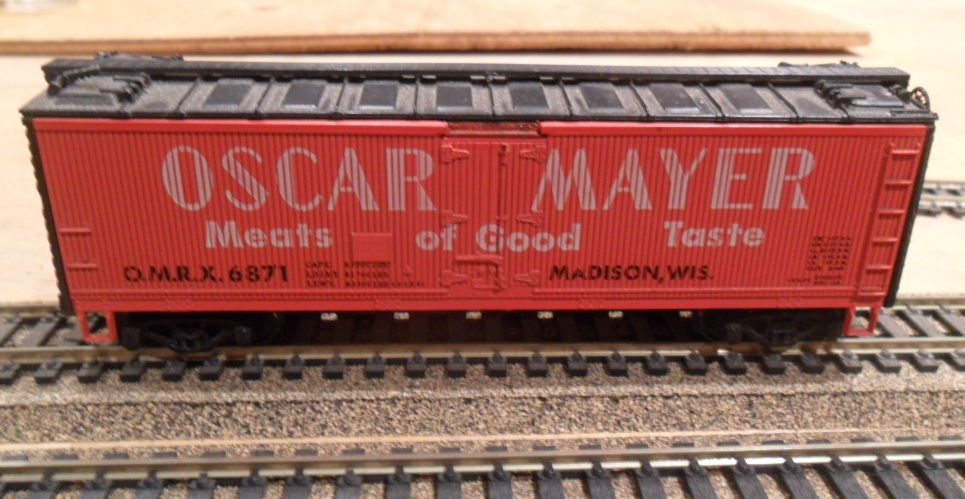 OSCAR MAYER
Meats of Good Taste
O.M.R.X. 6871 MADISON, WIS.